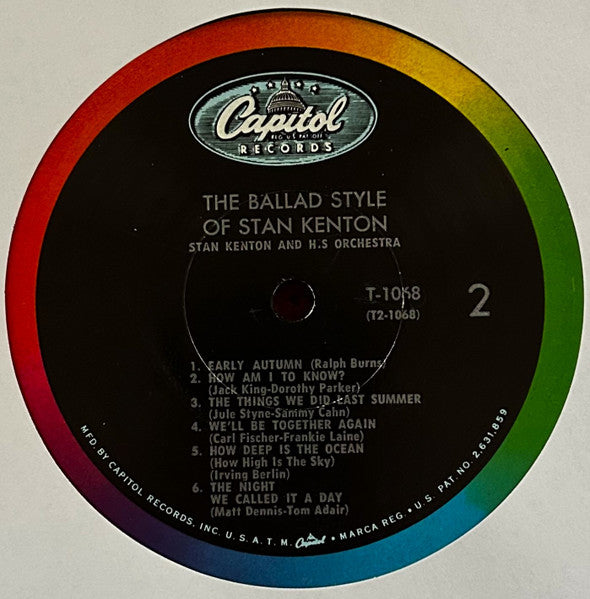 Capitol
REG. U.S. PAT. OFF.
RECORDS
THE BALLAD STYLE
OF STAN KENTON
STAN KENTON AND H.S ORCHESTRA
T-1068
(T2-1068)
2
1. EARLY AUTUMN (Ralph Burns)
2. HOW AM I TO KNOW?
(Jack King-Dorothy Parker)
3. THE THINGS WE DID LAST SUMMER
(Jule Styne-Sammy Cahn)
4. WE'LL BE TOGETHER AGAIN
(Carl Fischer-Frankie Laine)
5. HOW DEEP IS THE OCEAN
(How High Is The Sky)
(Irving Berlin)
6. THE NIGHT
WE CALLED IT A DAY
(Matt Dennis-Tom Adair)
MFD. BY CAPITOL RECORDS, INC. U.S.A. T.M. Capitol • MARCA REG. • U.S. PAT. NO. 2,631,859